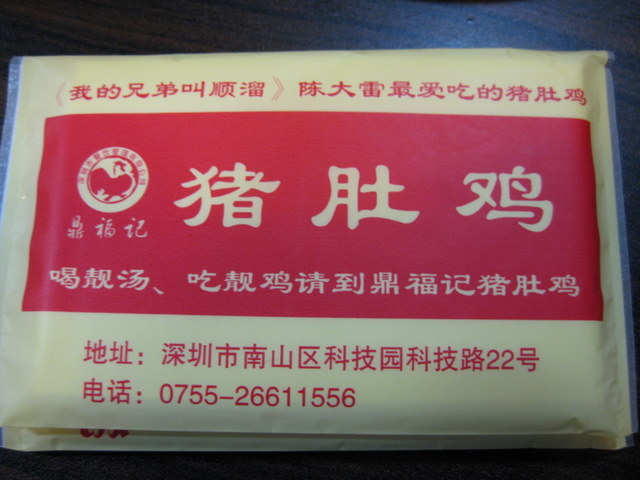 《我的兄弟叫顺溜》陈大雷最爱吃的猪肚鸡
猪肚鸡
鼎福记
喝靓汤、吃靓鸡请到鼎福记猪肚鸡
地址：深圳市南山区科技园科技路22号
电话：0755-26611556